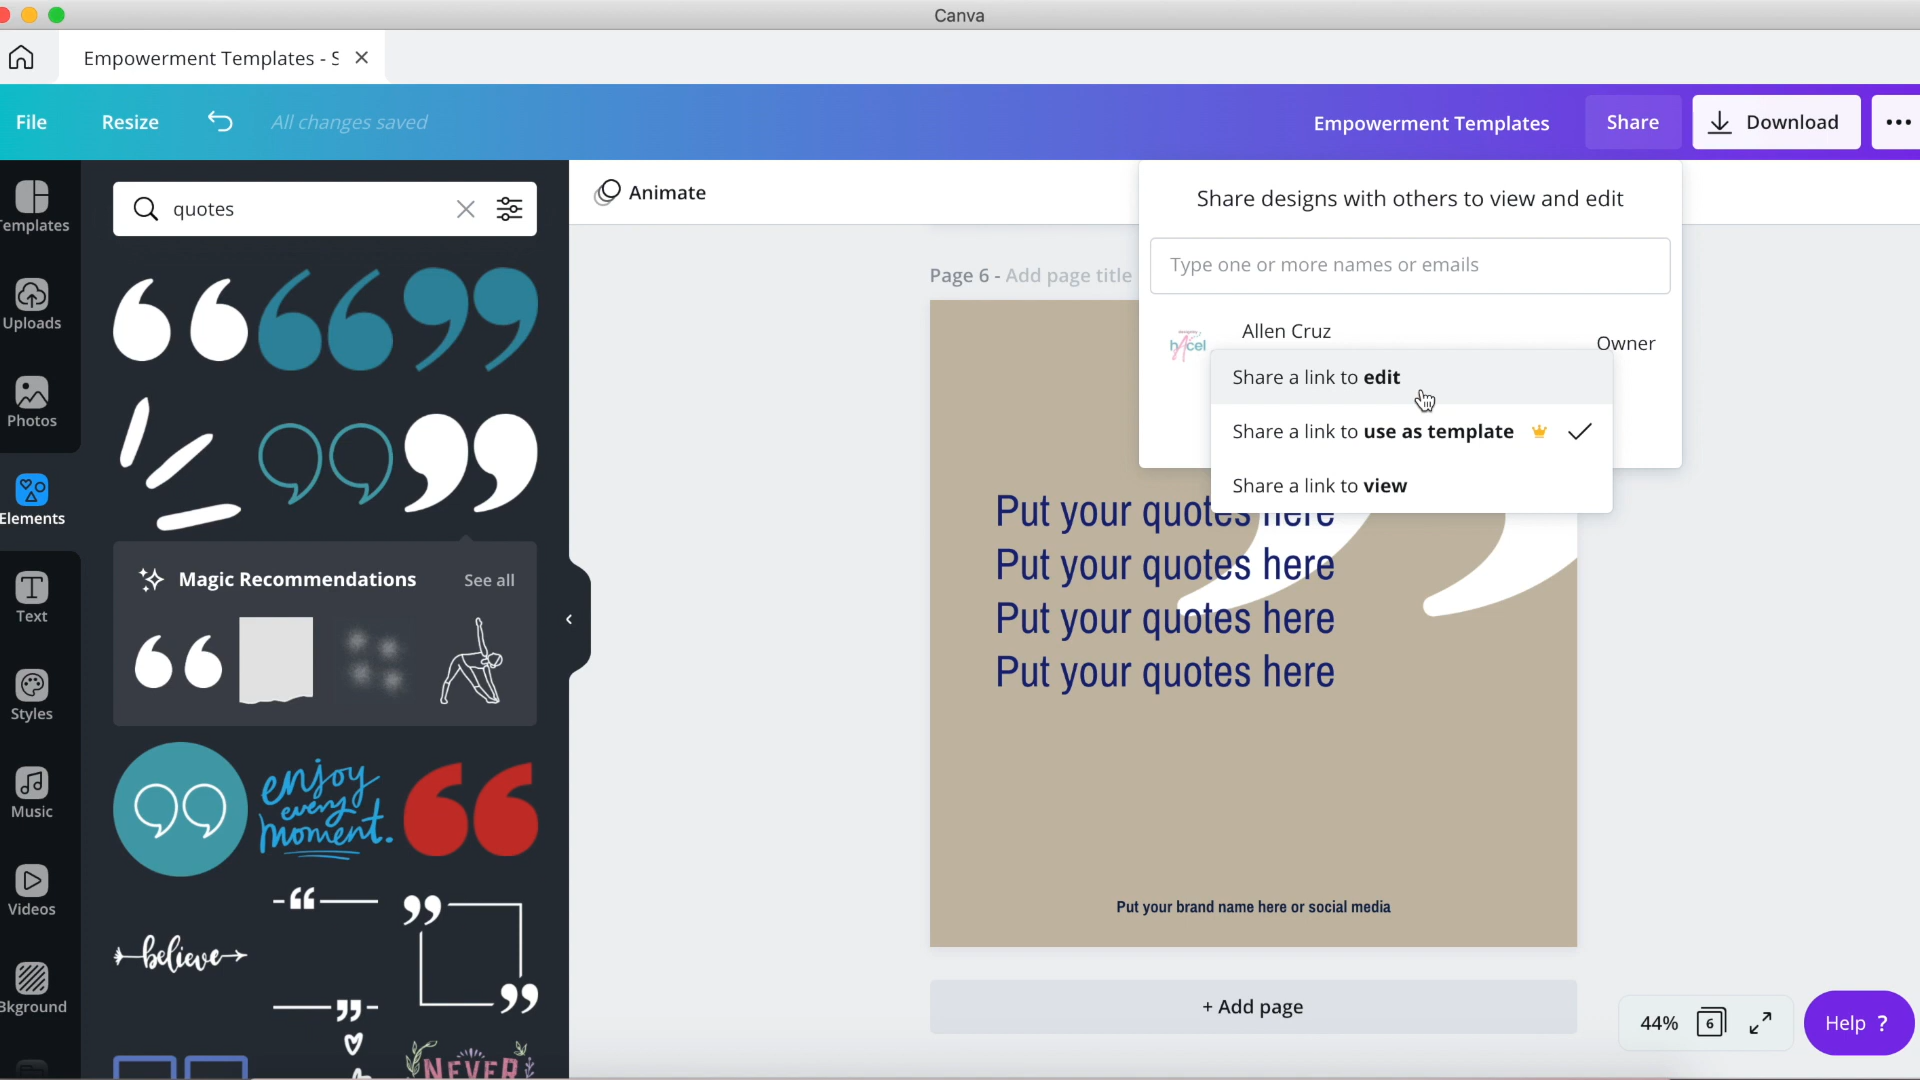 Canva
Empowerment Templates - S
File
Resize
All changes saved
Empowerment Templates
Share
Download
Templates
Uploads
Photos
Elements
Text
Styles
Music
Videos
Bkground
quotes
Magic Recommendations
See all
enjoy
every
moment.
believe
NEVER
Animate
Page 6 - Add page title
Share designs with others to view and edit
Type one or more names or emails
hAcel
Allen Cruz
Owner
Share a link to edit
Share a link to use as template
Share a link to view
Put your quotes here
Put your quotes here
Put your quotes here
Put your quotes here
Put your brand name here or social media
+ Add page
44%
6
Help ?